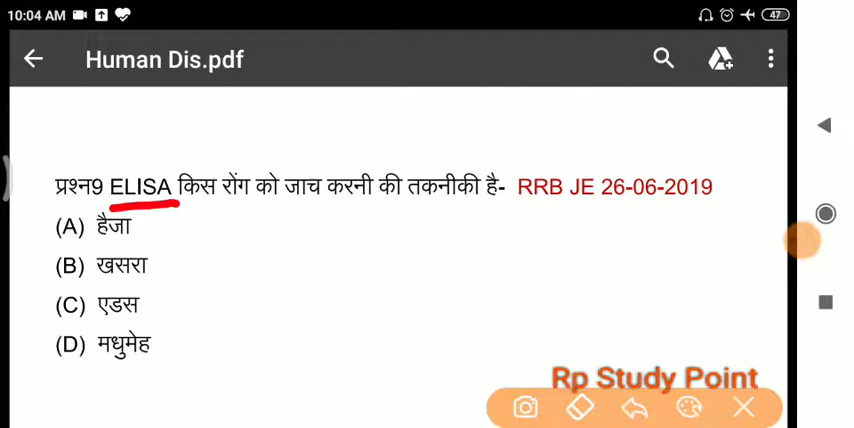 10:04 AM 47
Human Dis.pdf
प्रश्न9 ELISA किस रोंग को जाच करनी की तकनीकी है- RRB JE 26-06-2019
(A) हैजा
(B) खसरा
(C) एडस
(D) मधुमेह
Rp Study Point